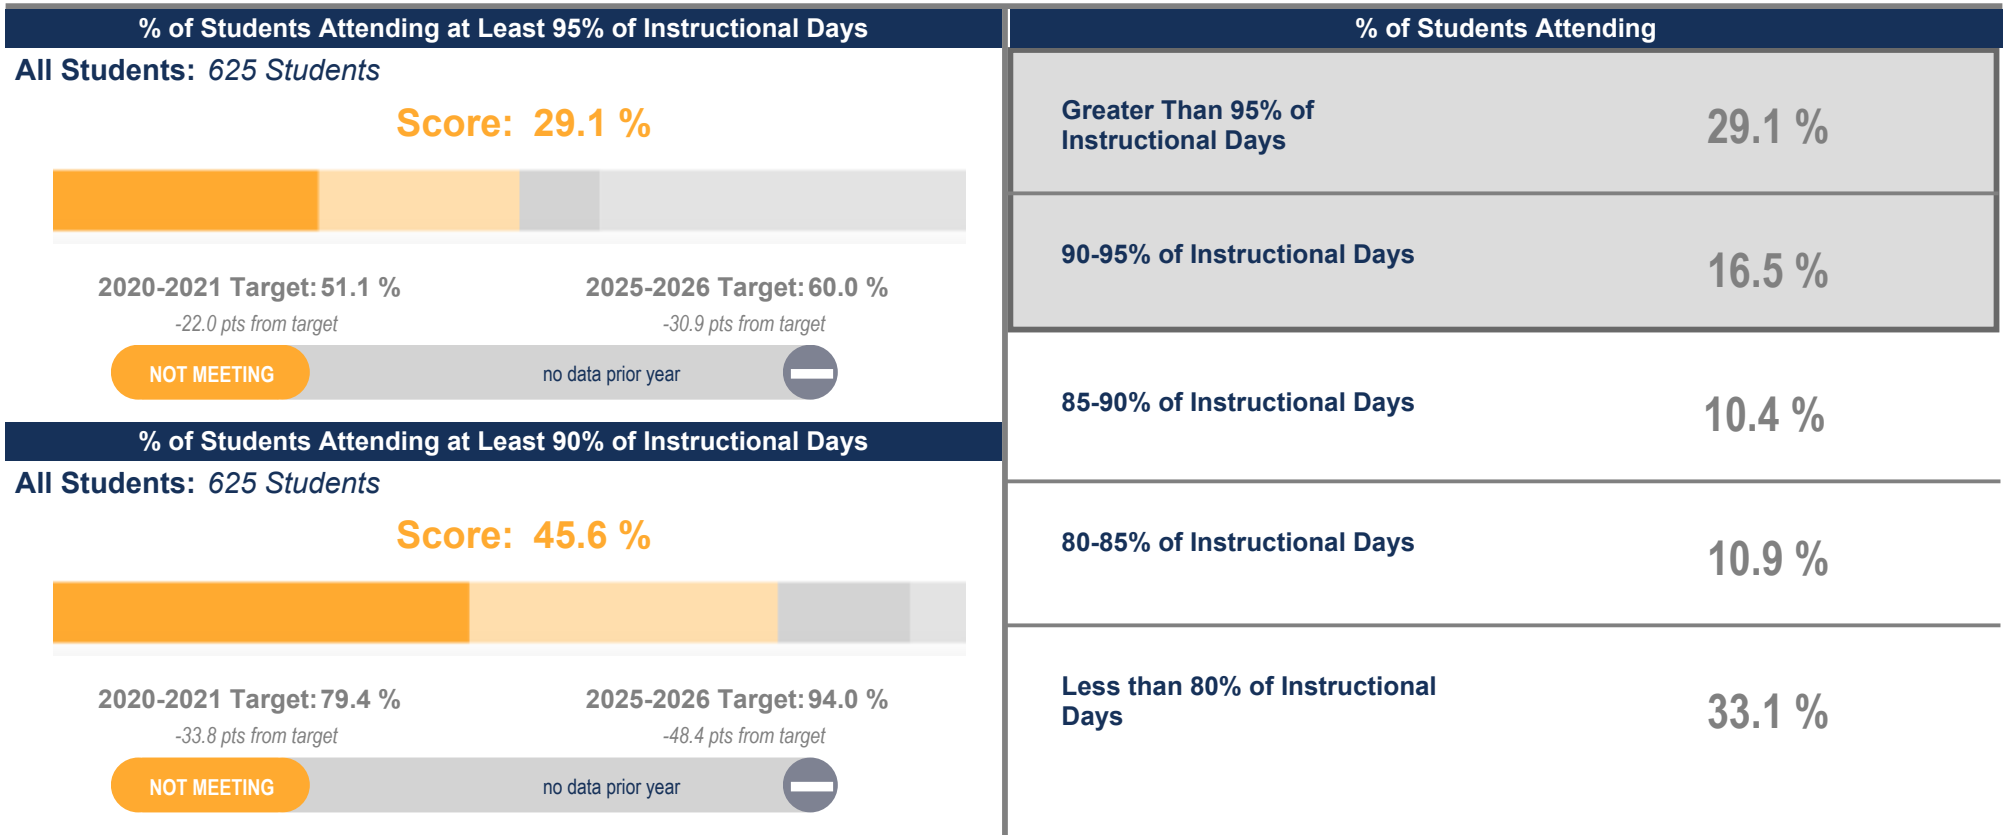 % of Students Attending at Least 95% of Instructional Days
All Students: 625 Students
Score: 29.1 %
2020-2021 Target: 51.1 %
-22.0 pts from target
2025-2026 Target: 60.0 %
-30.9 pts from target
NOT MEETING
no data prior year
% of Students Attending at Least 90% of Instructional Days
All Students: 625 Students
Score: 45.6 %
2020-2021 Target: 79.4 %
-33.8 pts from target
2025-2026 Target: 94.0 %
-48.4 pts from target
NOT MEETING
no data prior year
% of Students Attending
Greater Than 95% of
Instructional Days
29.1 %
90-95% of Instructional Days
16.5 %
85-90% of Instructional Days
10.4 %
80-85% of Instructional Days
10.9 %
Less than 80% of Instructional
Days
33.1 %